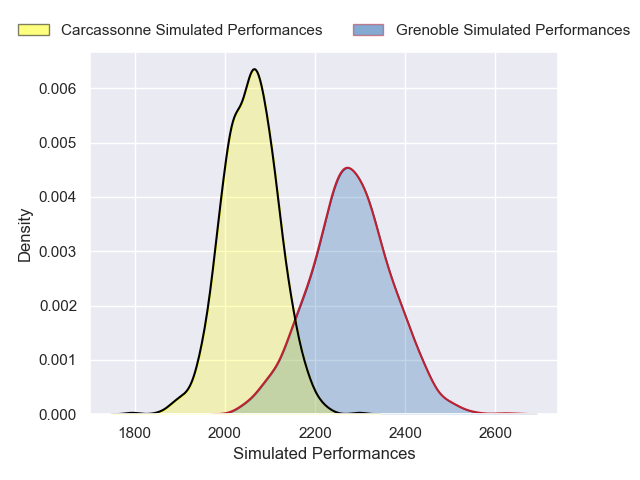 Carcassonne Simulated Performances
Grenoble Simulated Performances
0.006
0.005
0.004
0.003
0.002
0.001
0.000
Density
1800 2000 2200 2400 2600
Simulated Performances